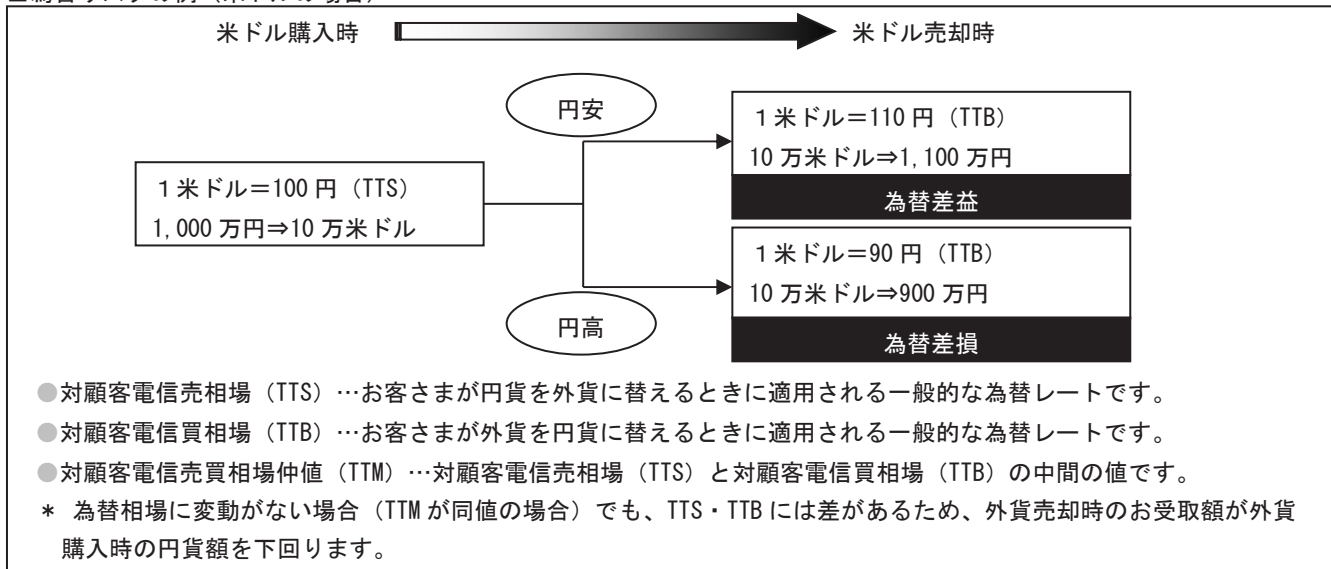 米ドル購入時
米ドル売却時
円安
1米ドル=110円(TTB)
10万米ドル⇒1,100万円
為替差益
1米ドル=100円(TTS)
1,000万円⇒10万米ドル
1米ドル=90円(TTB)
10万米ドル⇒900万円
円高
為替差損
●対顧客電信売相場(TTS)…お客さまが円貨を外貨に替えるときに適用される一般的な為替レートです。
●対顧客電信買相場(TTB)…お客さまが外貨を円貨に替えるときに適用される一般的な為替レートです。
●対顧客電信売買相場仲値(TTM)…対顧客電信売相場(TTS)と対顧客電信買相場(TTB)の中間の値です。
* 為替相場に変動がない場合(TTMが同値の場合)でも、TTS・TTBには差があるため、外貨売却時のお受取額が外貨
購入時の円貨額を下回ります。